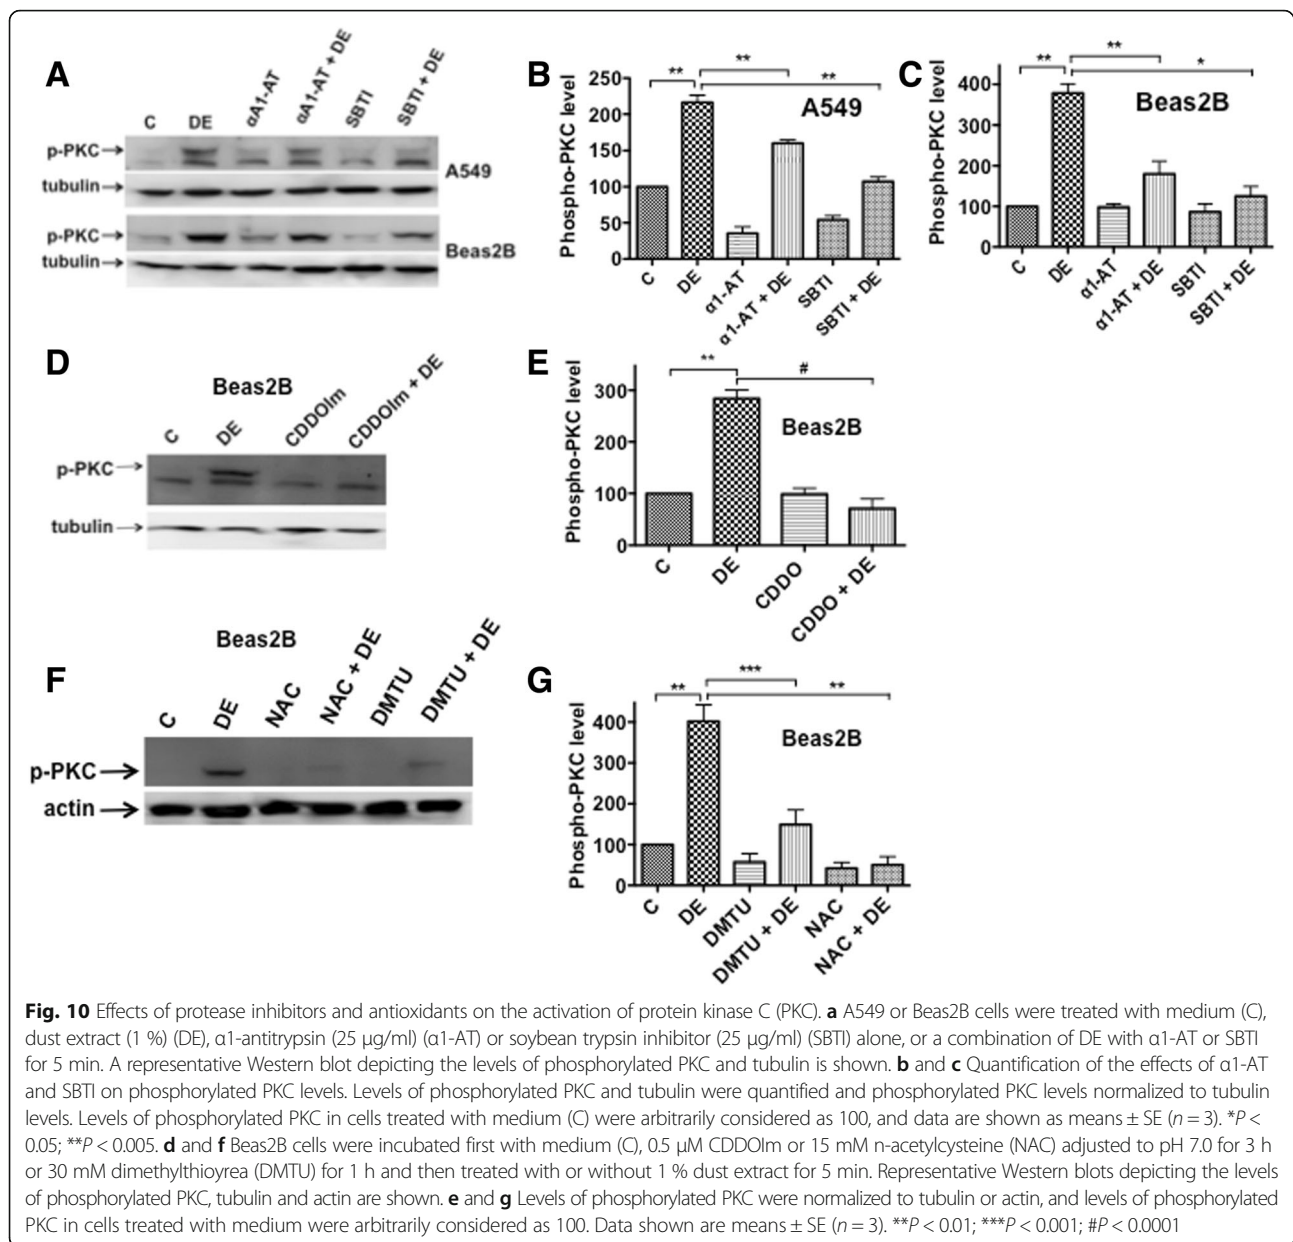 A
C
DE
αA1-AT
αA1-AT + DE
SBTI
SBTI + DE
p-PKC
tubulin
A549
p-PKC
tubulin
Beas2B
B
Phospho-PKC level
250
200
150
100
50
0
**
**
**
A549
C
DE
α1-AT
α1-AT + DE
SBTI
SBTI + DE
C
Phospho-PKC level
400
300
200
100
0
**
**
*
Beas2B
C
DE
α1-AT
α1-AT + DE
SBTI
SBTI + DE
D
Beas2B
C
DE
CDDOIm
CDDOIm + DE
p-PKC
tubulin
E
Phospho-PKC level
300
200
100
0
**
#
Beas2B
C
DE
CDDO
CDDO + DE
F
Beas2B
C
DE
NAC
NAC + DE
DMTU
DMTU + DE
p-PKC
actin
G
Phospho-PKC level
400
300
200
100
0
**
***
**
Beas2B
C
DE
DMTU
DMTU + DE
NAC
NAC + DE
Fig. 10 Effects of protease inhibitors and antioxidants on the activation of protein kinase C (PKC). a A549 or Beas2B cells were treated with medium (C),
dust extract (1 %) (DE), α1-antitrypsin (25 μg/ml) (α1-AT) or soybean trypsin inhibitor (25 μg/ml) (SBTI) alone, or a combination of DE with α1-AT or SBTI
for 5 min. A representative Western blot depicting the levels of phosphorylated PKC and tubulin is shown. b and c Quantification of the effects of α1-AT
and SBTI on phosphorylated PKC levels. Levels of phosphorylated PKC and tubulin were quantified and phosphorylated PKC levels normalized to tubulin
levels. Levels of phosphorylated PKC in cells treated with medium (C) were arbitrarily considered as 100, and data are shown as means ± SE (n = 3). *P <
0.05; **P < 0.005. d and f Beas2B cells were incubated first with medium (C), 0.5 μM CDDOIm or 15 mM n-acetylcysteine (NAC) adjusted to pH 7.0 for 3 h
or 30 mM dimethylthioyrea (DMTU) for 1 h and then treated with or without 1 % dust extract for 5 min. Representative Western blots depicting the levels
of phosphorylated PKC, tubulin and actin are shown. e and g Levels of phosphorylated PKC were normalized to tubulin or actin, and levels of phosphorylated
PKC in cells treated with medium were arbitrarily considered as 100. Data shown are means ± SE (n = 3). **P < 0.01; ***P < 0.001; #P < 0.0001